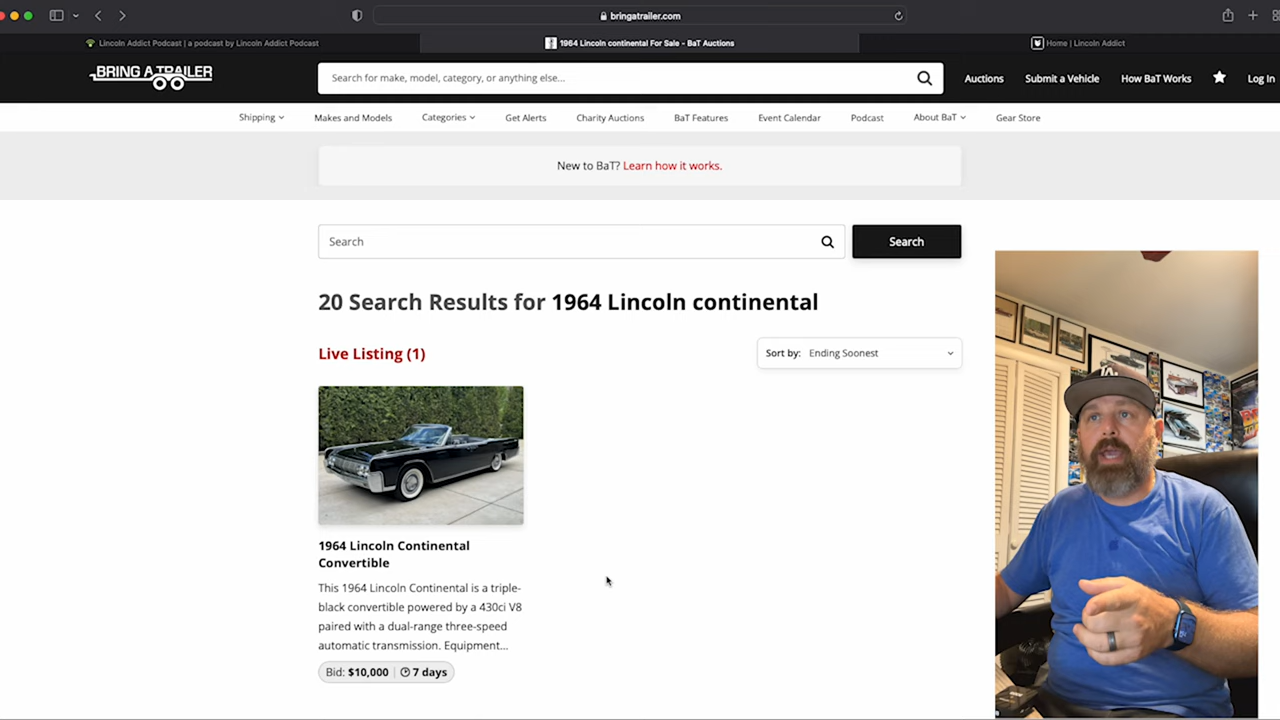 bringatrailer.com
Lincoln Addict Podcast | a podcast by Lincoln Addict Podcast
1964 Lincoln continental For Sale - BaT Auctions
Home | Lincoln Addict
BRING A TRAILER
Search for make, model, category, or anything else...
Auctions
Submit a Vehicle
How BaT Works
Log In
Shipping
Makes and Models
Categories
Get Alerts
Charity Auctions
BaT Features
Event Calendar
Podcast
About BaT
Gear Store
New to BaT? Learn how it works.
Search
Search
20 Search Results for 1964 Lincoln continental
Live Listing (1)
Sort by: Ending Soonest
1964 Lincoln Continental
Convertible
This 1964 Lincoln Continental is a triple-
black convertible powered by a 430ci V8
paired with a dual-range three-speed
automatic transmission. Equipment...
Bid: $10,000
7 days